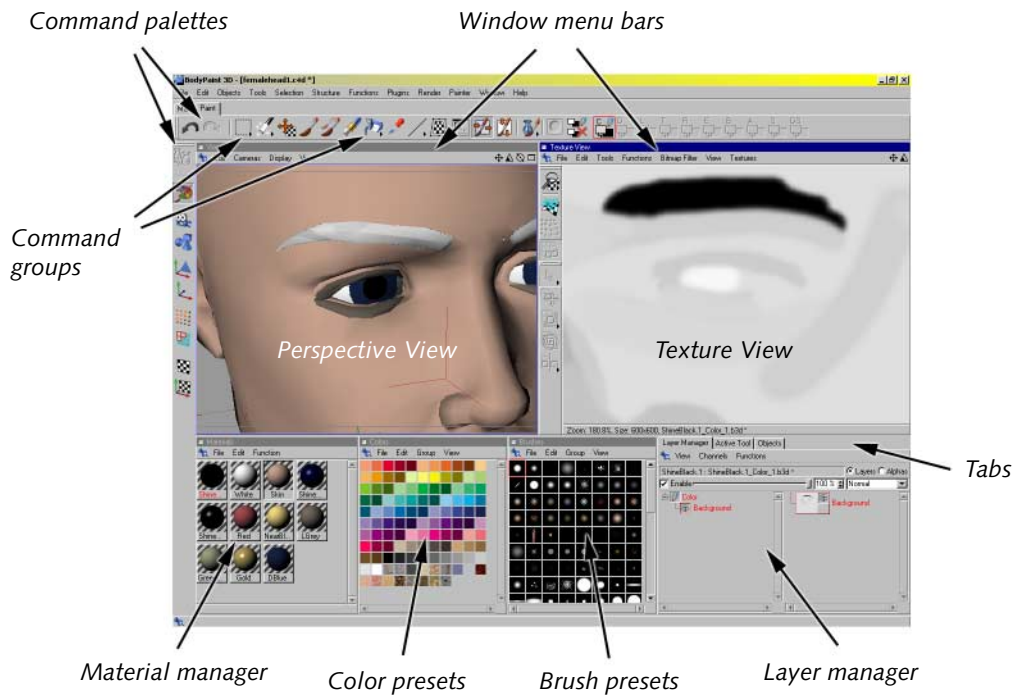 Command palettes
Window menu bars
BodyPaint 3D - [femalehead1.c4d *]
File Edit Objects Tools Selection Structure Functions Plugins Render Painter Window Help
Paint
Cameras Display
Texture View
File Edit Tools Functions Bitmap Filter View Textures
Command
groups
Perspective View
Texture View
Zoom: 180.8%, Size: 600x600, ShineBlack.1_Color_1.b3d *
Materials
File Edit Function
White Skin Shine...
Shine... Red LGrey
Gold DBlue
Colors
File Edit Group View
Brushes
File Edit Group View
Layer Manager Active Tool Objects
View Channels Functions
ShineBlack.1 : ShineBlack.1_Color_1.b3d *
Layers Alphas
Enable 100 % Normal
Color
Background
Background
Tabs
Material manager
Color presets
Brush presets
Layer manager